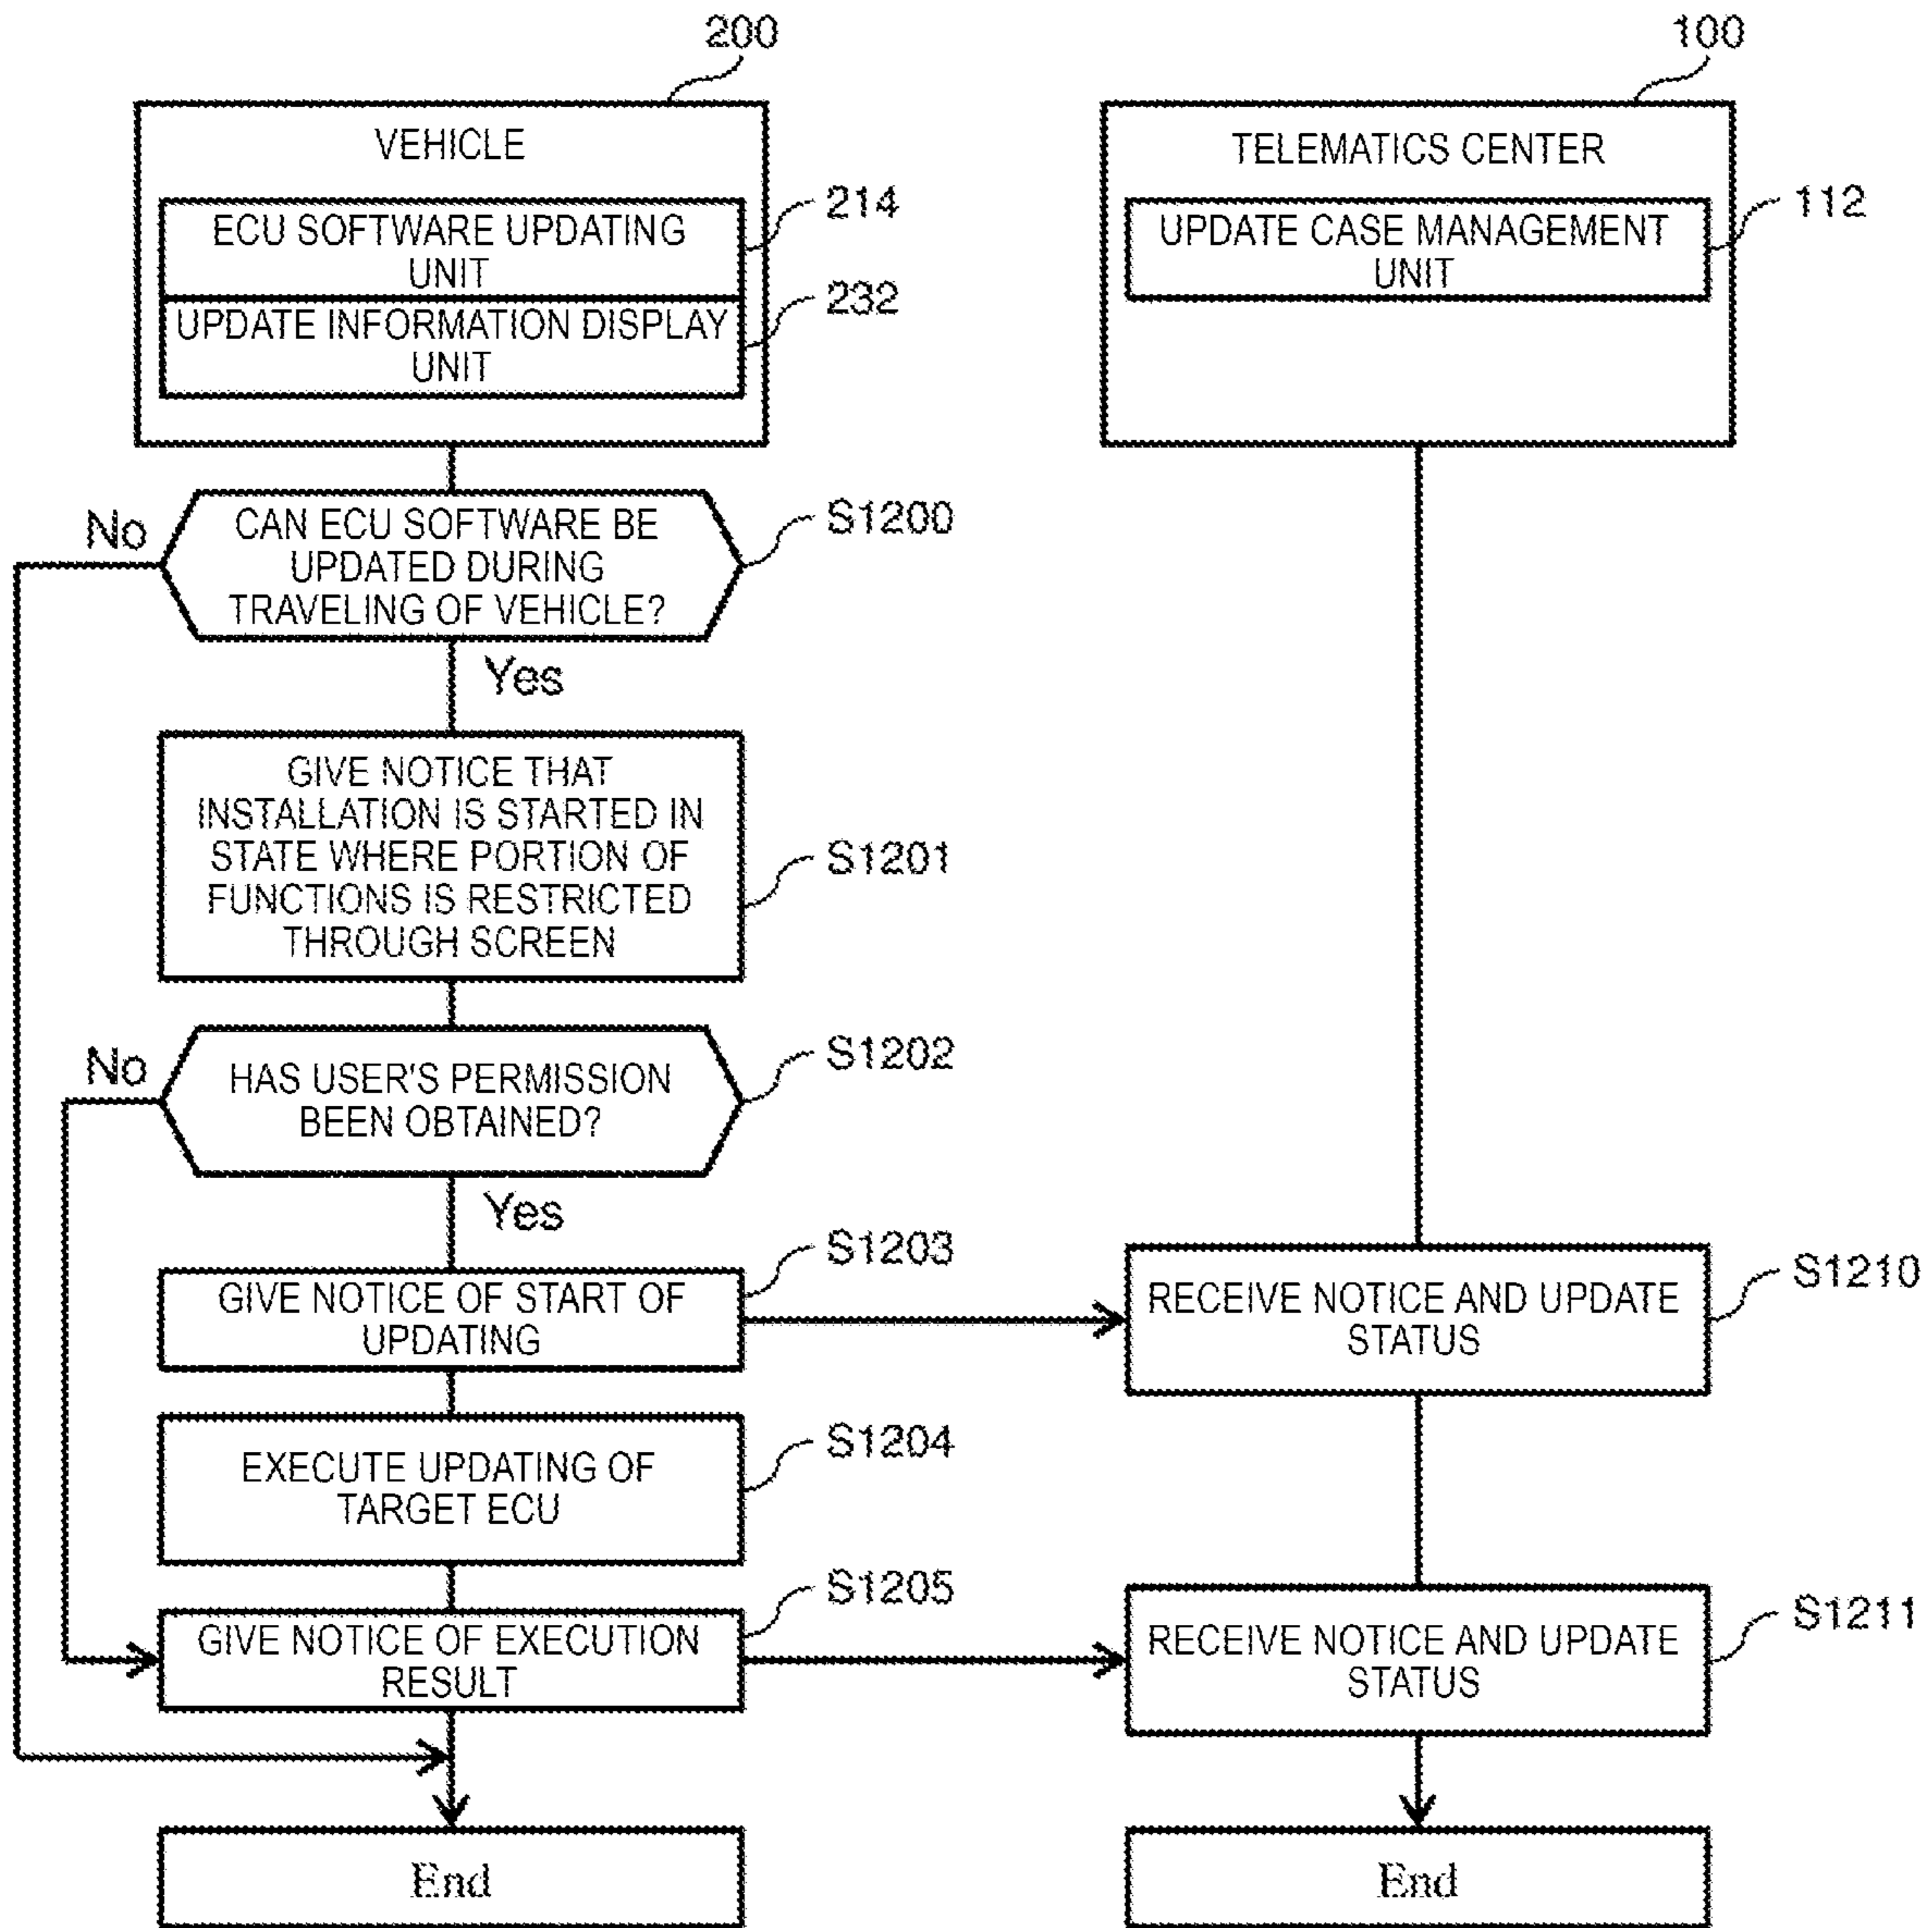 200
100
VEHICLE
TELEMATICS CENTER
ECU SOFTWARE UPDATING
UNIT
214
UPDATE CASE MANAGEMENT
UNIT
112
UPDATE INFORMATION DISPLAY
UNIT
232
No
CAN ECU SOFTWARE BE
UPDATED DURING
TRAVELING OF VEHICLE?
S1200
Yes
GIVE NOTICE THAT
INSTALLATION IS STARTED IN
STATE WHERE PORTION OF
FUNCTIONS IS RESTRICTED
THROUGH SCREEN
S1201
No
HAS USER'S PERMISSION
BEEN OBTAINED?
S1202
Yes
GIVE NOTICE OF START OF
UPDATING
S1203
RECEIVE NOTICE AND UPDATE
STATUS
S1210
EXECUTE UPDATING OF
TARGET ECU
S1204
GIVE NOTICE OF EXECUTION
RESULT
S1205
RECEIVE NOTICE AND UPDATE
STATUS
S1211
End
End